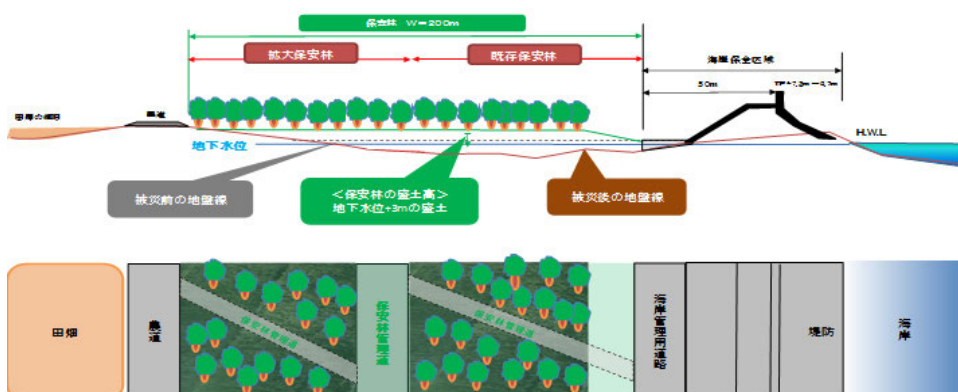 保安林 W=200m
拡大保安林
既存保安林
海岸保全区域
50m
農道
地下水位
H.W.L
被災前の地盤線
<保安林の盛土高>
地下水位+3mの盛土
被災後の地盤線
田畑
農道
保安林管理道
保安林管理道
保安林管理道
海岸管理用道路
堤防
海岸